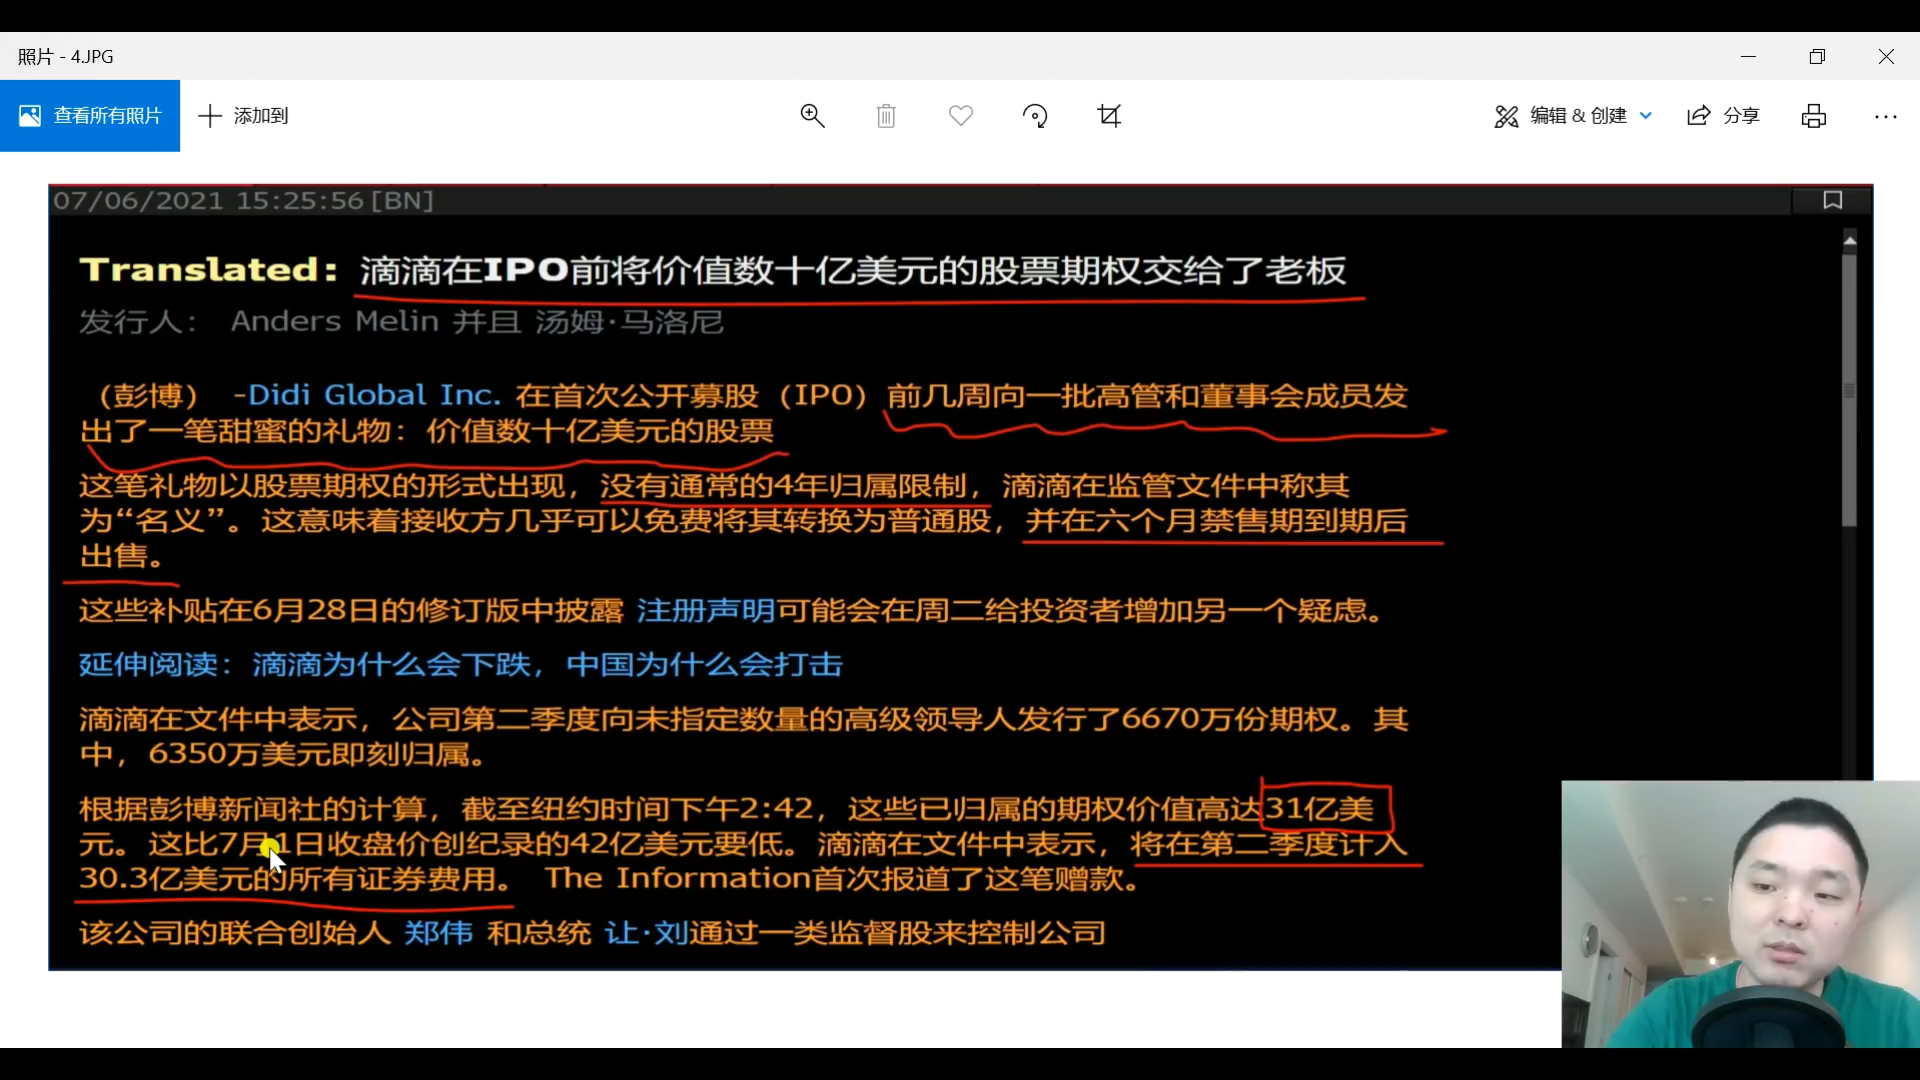 照片 - 4.JPG
查看所有照片
添加到
编辑 & 创建
分享
07/06/2021 15:25:56 [BN]
Translated: 滴滴在IPO前将价值数十亿美元的股票期权交给了老板
发行人： Anders Melin 并且 汤姆·马洛尼
（彭博） -Didi Global Inc. 在首次公开募股（IPO）前几周向一批高管和董事会成员发
出了一笔甜蜜的礼物：价值数十亿美元的股票
这笔礼物以股票期权的形式出现，没有通常的4年归属限制，滴滴在监管文件中称其
为“名义”。这意味着接收方几乎可以免费将其转换为普通股，并在六个月禁售期到期后
出售。
这些补贴在6月28日的修订版中披露 注册声明可能会在周二给投资者增加另一个疑虑。
延伸阅读：滴滴为什么会下跌，中国为什么会打击
滴滴在文件中表示，公司第二季度向未指定数量的高级领导人发行了6670万份期权。其
中，6350万美元即刻归属。
根据彭博新闻社的计算，截至纽约时间下午2:42，这些已归属的期权价值高达31亿美
元。这比7月1日收盘价创纪录的42亿美元要低。滴滴在文件中表示，将在第二季度计入
30.3亿美元的所有证券费用。 The Information首次报道了这笔赠款。
该公司的联合创始人 郑伟 和总统 让·刘通过一类监督股来控制公司